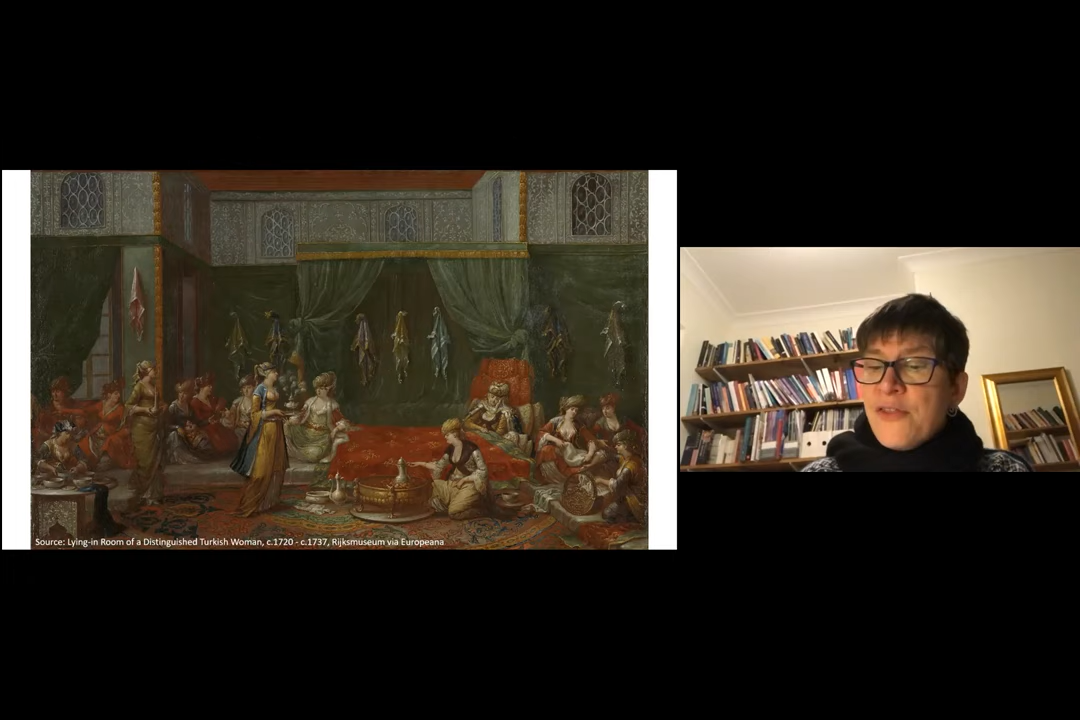 Source: Lying-in Room of a Distinguished Turkish Woman, c.1720 - c.1737, Rijksmuseum via Europeana